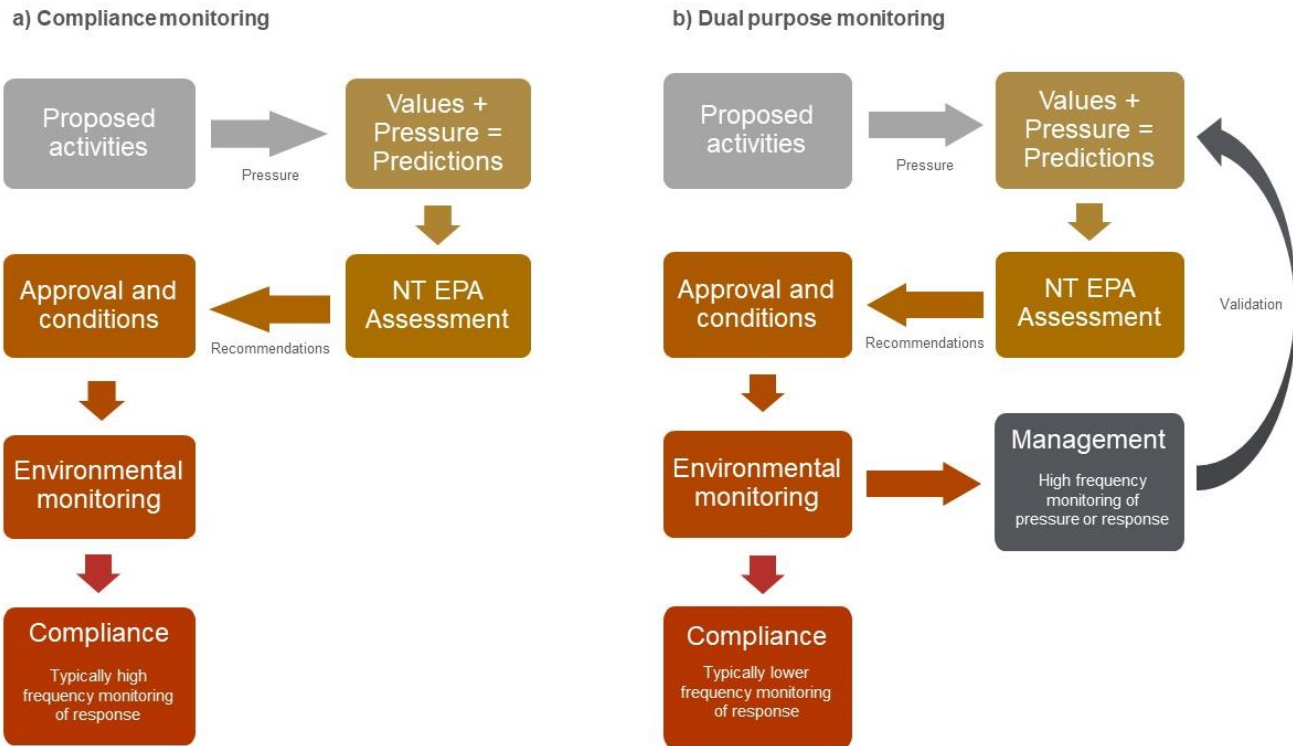 a) Compliance monitoring
Proposed
activities
Pressure
Values +
Pressure =
Predictions
Approval and
conditions
Recommendations
NT EPA
Assessment
Environmental
monitoring
Compliance
Typically high
frequency monitoring
of response
b) Dual purpose monitoring
Proposed
activities
Pressure
Values +
Pressure =
Predictions
Approval and
conditions
Recommendations
NT EPA
Assessment
Validation
Environmental
monitoring
Management
High frequency
monitoring of
pressure or response
Compliance
Typically lower
frequency monitoring
of response